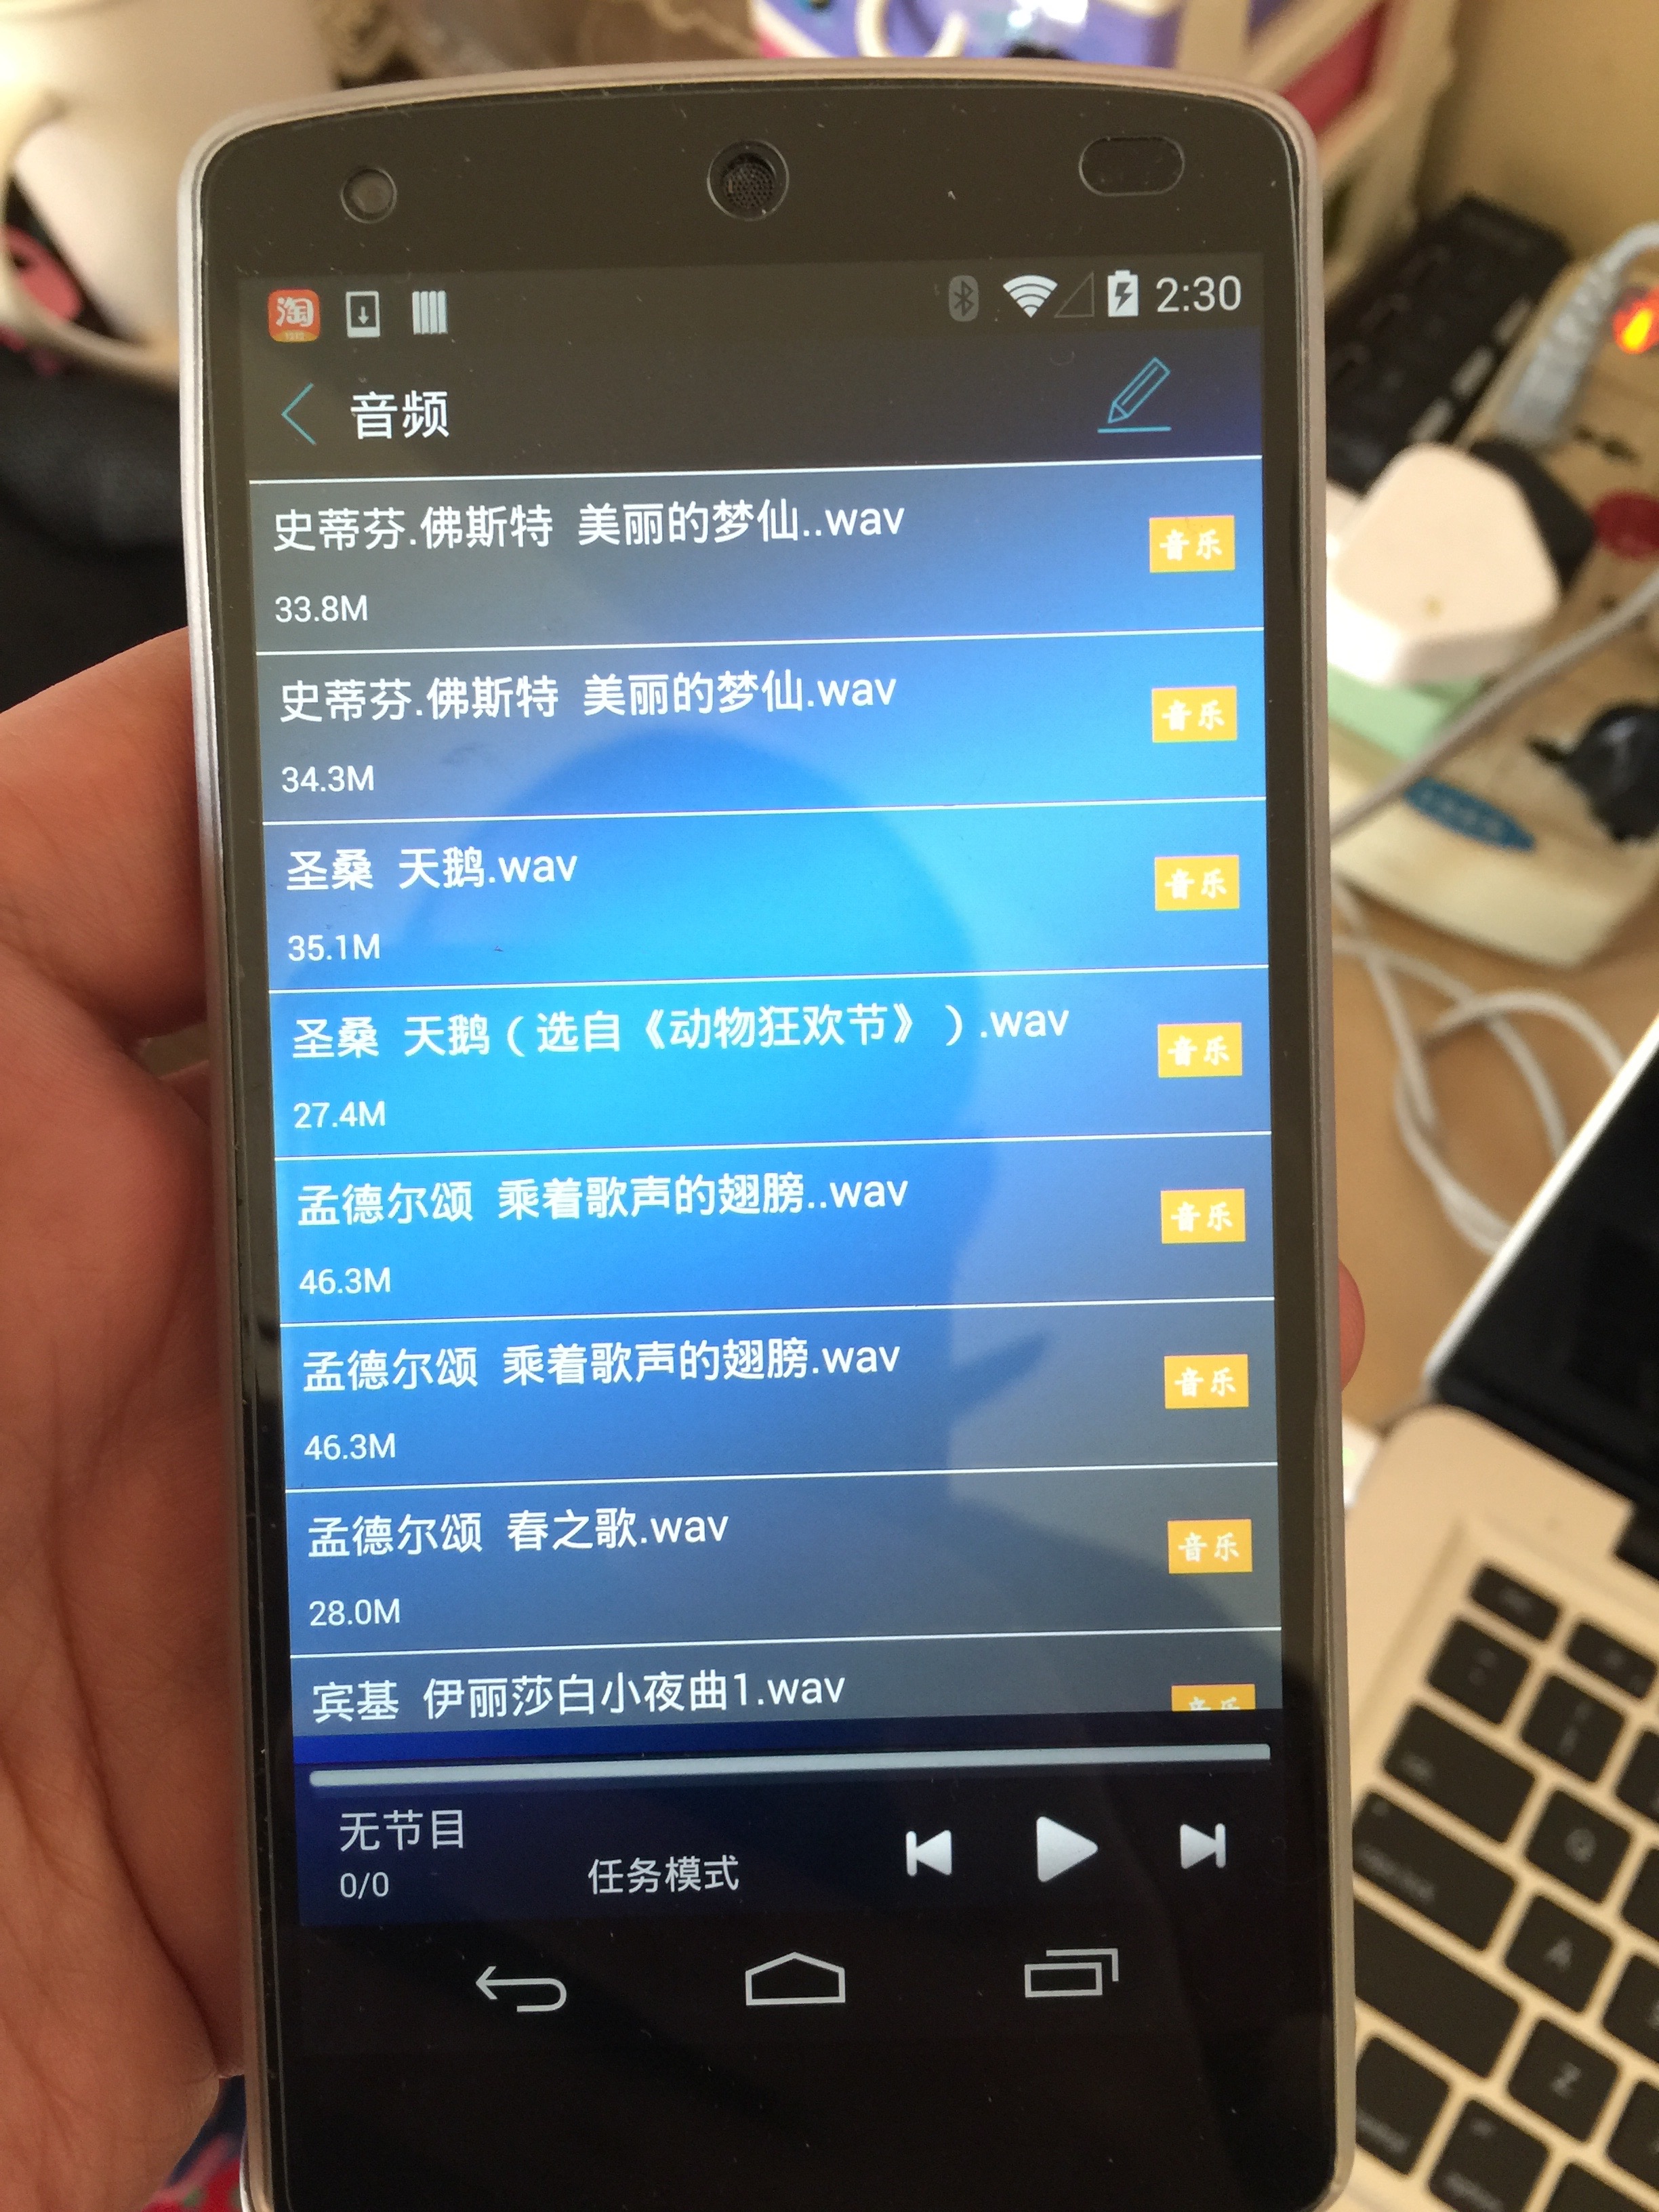 淘
2:30
音频
史蒂芬.佛斯特 美丽的梦仙..wav
音乐
33.8M
史蒂芬.佛斯特 美丽的梦仙.wav
音乐
34.3M
圣桑 天鹅.wav
音乐
35.1M
圣桑 天鹅（选自《动物狂欢节》）.wav
音乐
27.4M
孟德尔颂 乘着歌声的翅膀..wav
音乐
46.3M
孟德尔颂 乘着歌声的翅膀.wav
音乐
46.3M
孟德尔颂 春之歌.wav
音乐
28.0M
宾基 伊丽莎白小夜曲1.wav
音乐
无节目
0/0
任务模式
Q
A
Z